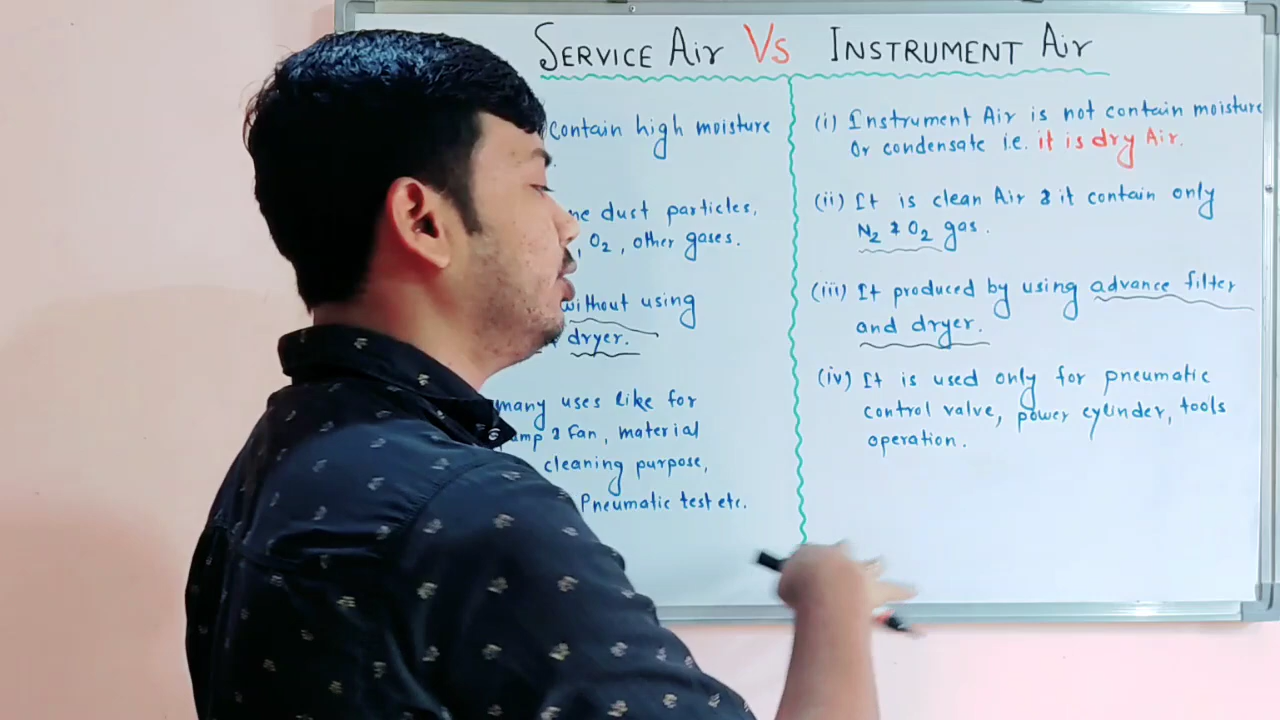 SERVICE Air Vs INSTRUMENT Air
contain high moisture
dust particles,
O2, other gases.
without using
dryer.
many uses like for
& Fan, material
cleaning purpose,
Pneumatic test etc.
(i) Instrument Air is not contain moisture
Or condensate i.e. it is dry Air.
(ii) It is clean Air & it contain only
N2 & O2 gas.
(iii) It produced by using advance filter
and dryer.
(iv) It is used only for pneumatic
control valve, power cylinder, tools
operation.